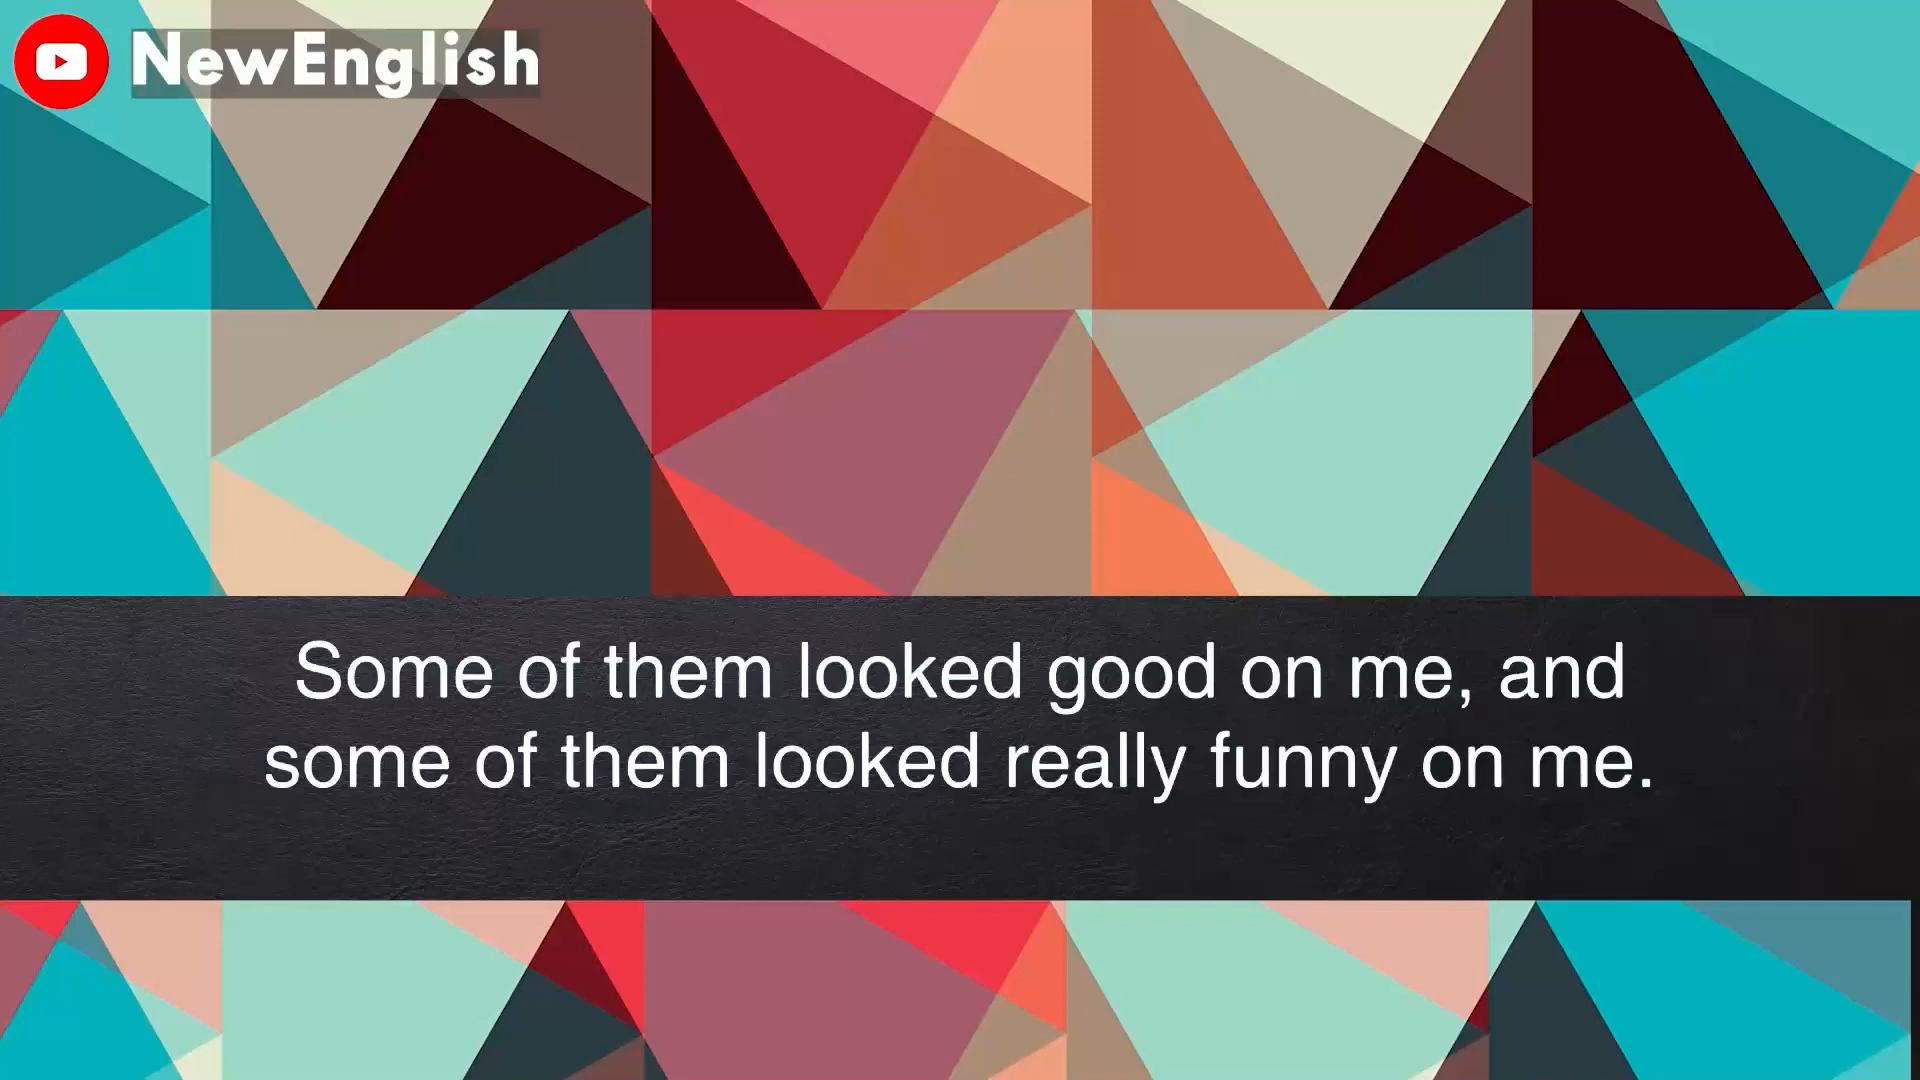 NewEnglish
Some of them looked good on me, and
some of them looked really funny on me.